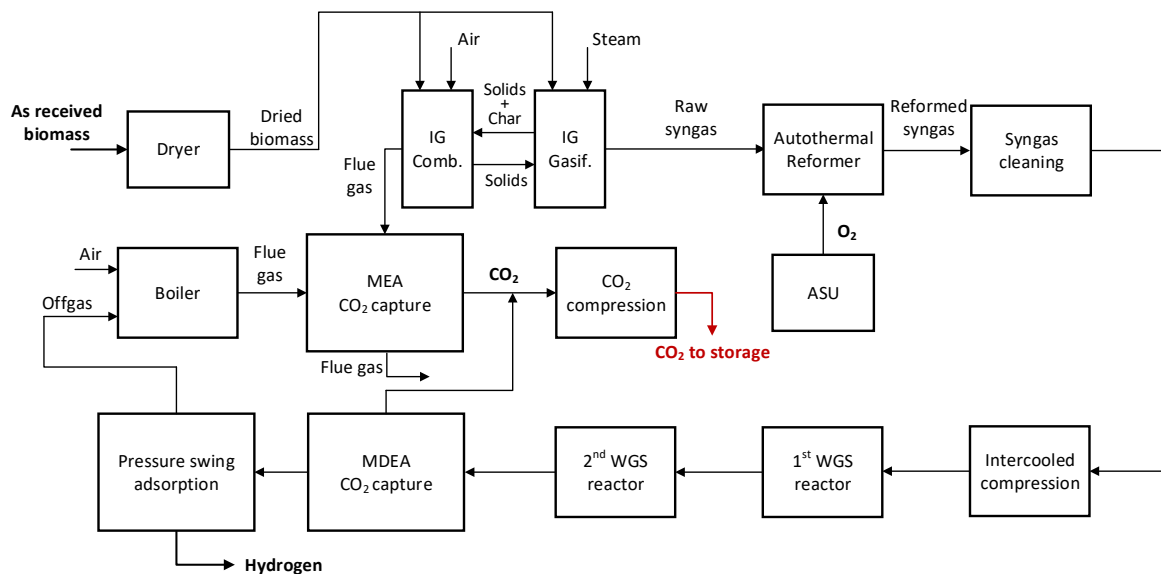 As received
biomass
Dryer
Dried
biomass
Air
Steam
Solids
+
Char
IG
Comb.
IG
Gasif.
Solids
Flue
gas
Raw
syngas
Autothermal
Reformer
Reformed
syngas
Syngas
cleaning
O₂
ASU
Air
Offgas
Boiler
Flue
gas
MEA
CO₂ capture
CO₂
CO₂
compression
CO₂ to storage
Flue gas
Pressure swing
adsorption
MDEA
CO₂ capture
2nd WGS
reactor
1st WGS
reactor
Intercooled
compression
Hydrogen